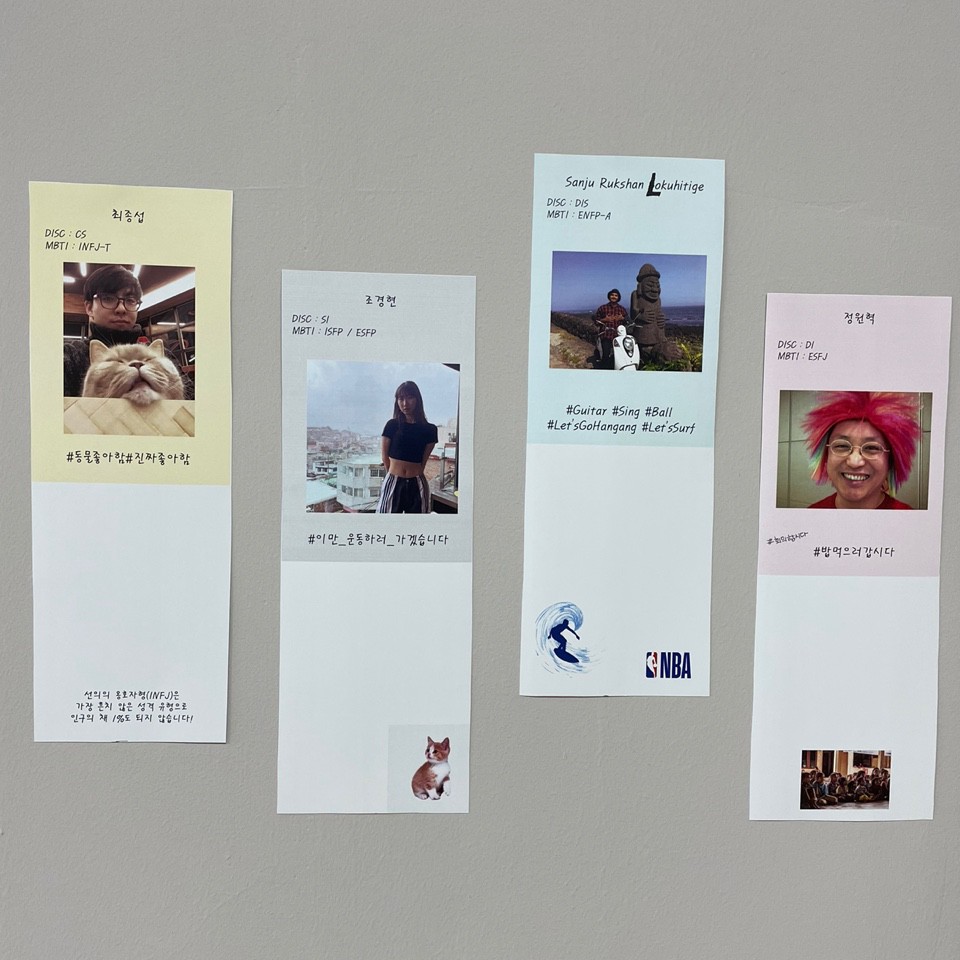 최종섭
DISC : CS
MBTI : INFJ-T
#동물좋아함#진짜좋아함
선의의 옹호자형(INFJ)은
가장 흔치 않은 성격 유형으로
인구의 채 1%도 되지 않습니다!
조경현
DISC : SI
MBTI : ISFP / ESFP
#이만_운동하러_가겠습니다
Sanju Rukshan Lokuhitige
DISC : DIS
MBTI : ENFP-A
#Guitar #Sing #Ball
#Let'sGoHangang #Let'sSurf
NBA
정원혁
DISC : DI
MBTI : ESFJ
#회의합시다
#밥먹으러갑시다